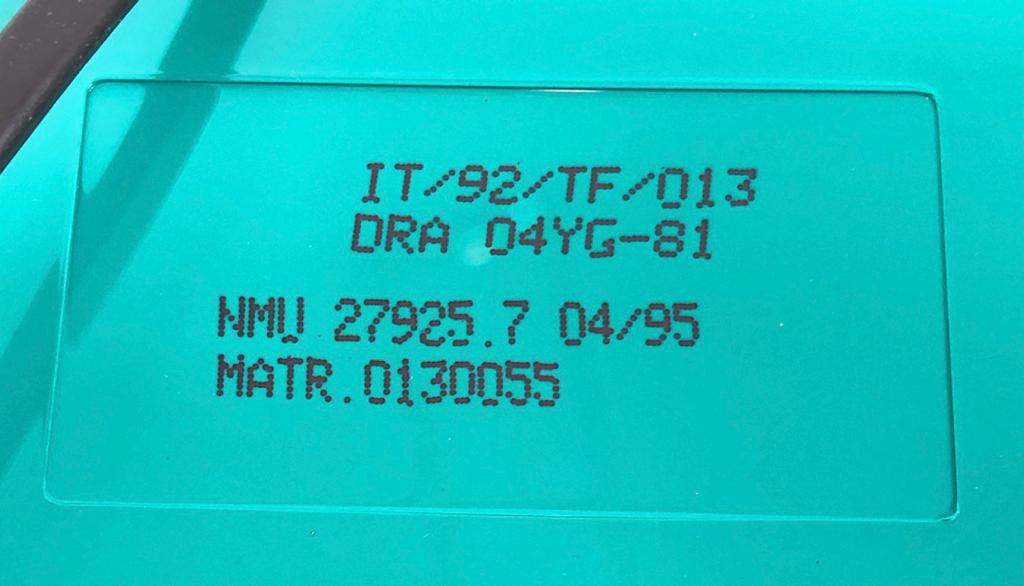 IT/92/TF/013
DRA 04YG-81
NMU 27925.7 04/95
MATR.0130055